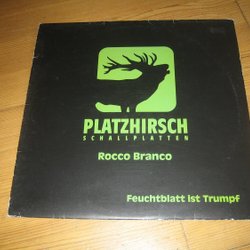 PLATZHIRSCH
SCHALLPLATTEN
Rocco Branco
Feuchtblatt Ist Trumpf